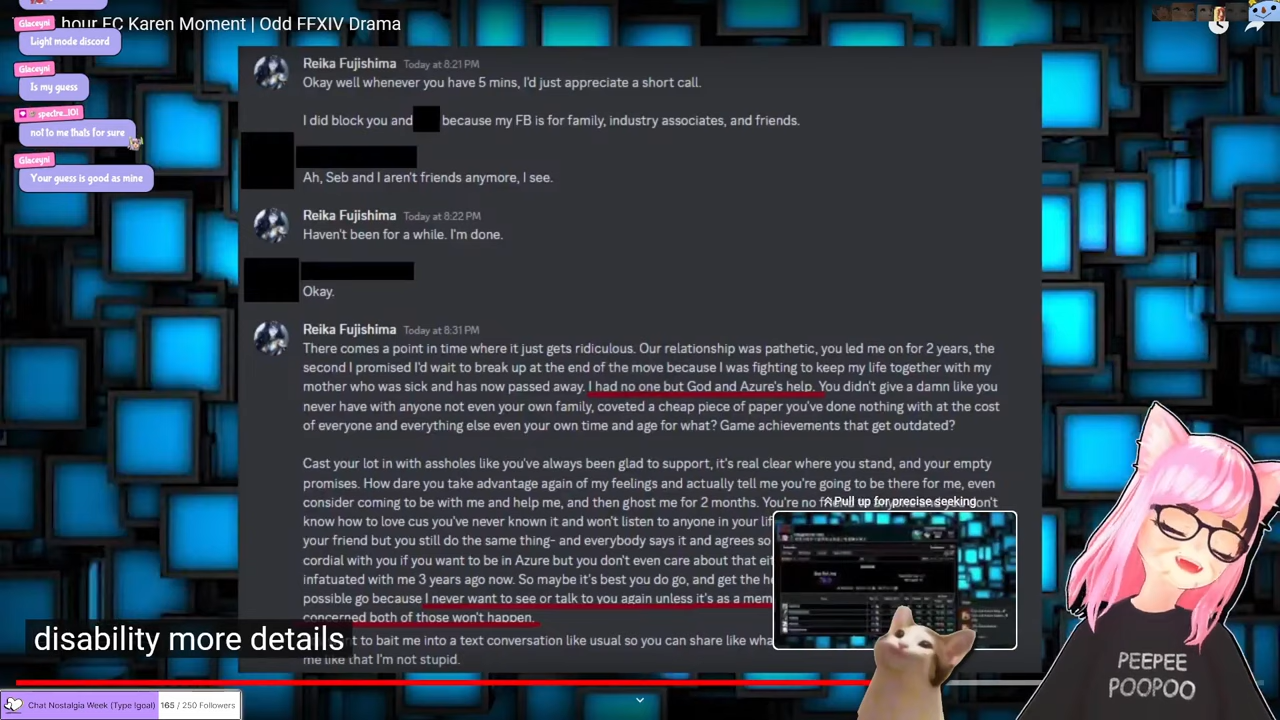 hour FC Karen Moment | Odd FFXIV Drama
Glaceyni
Light mode discord
Glaceyni
Is my guess
spectre_101
not to me thats for sure
Glaceyni
Your guess is good as mine
Reika Fujishima Today at 8:21 PM
Okay well whenever you have 5 mins, I'd just appreciate a short call.
I did block you and because my FB is for family, industry associates, and friends.
Ah, Seb and I aren't friends anymore, I see.
Reika Fujishima Today at 8:22 PM
Haven't been for a while. I'm done.
Okay.
Reika Fujishima Today at 8:31 PM
There comes a point in time where it just gets ridiculous. Our relationship was pathetic, you led me on for 2 years, the
second I promised I'd wait to break up at the end of the move because I was fighting to keep my life together with my
mother who was sick and has now passed away. I had no one but God and Azure's help. You didn't give a damn like you
never have with anyone not even your own family, coveted a cheap piece of paper you've done nothing with at the cost
of everyone and everything else even your own time and age for what? Game achievements that get outdated?
Cast your lot in with assholes like you've always been glad to support, it's real clear where you stand, and your empty
promises. How dare you take advantage again of my feelings and actually tell me you're going to be there for me, even
consider coming to be with me and help me, and then ghost me for 2 months. You're no
Pull up for precise seeking
know how to love cus you've never known it and won't listen to anyone in your
your friend but you still do the same thing- and everybody says it and agrees so
cordial with you if you want to be in Azure but you don't even care about that
infatuated with me 3 years ago now. So maybe it's best you do go, and get the
possible go because I never want to see or talk to you again unless it's as a
concerned both of those won't happen.
to bait me into a text conversation like usual so you can share like
me like that I'm not stupid.
disability more details
PEEPEE
POOPOO
Chat Nostalgia Week (Type !goal) 165 / 250 Followers